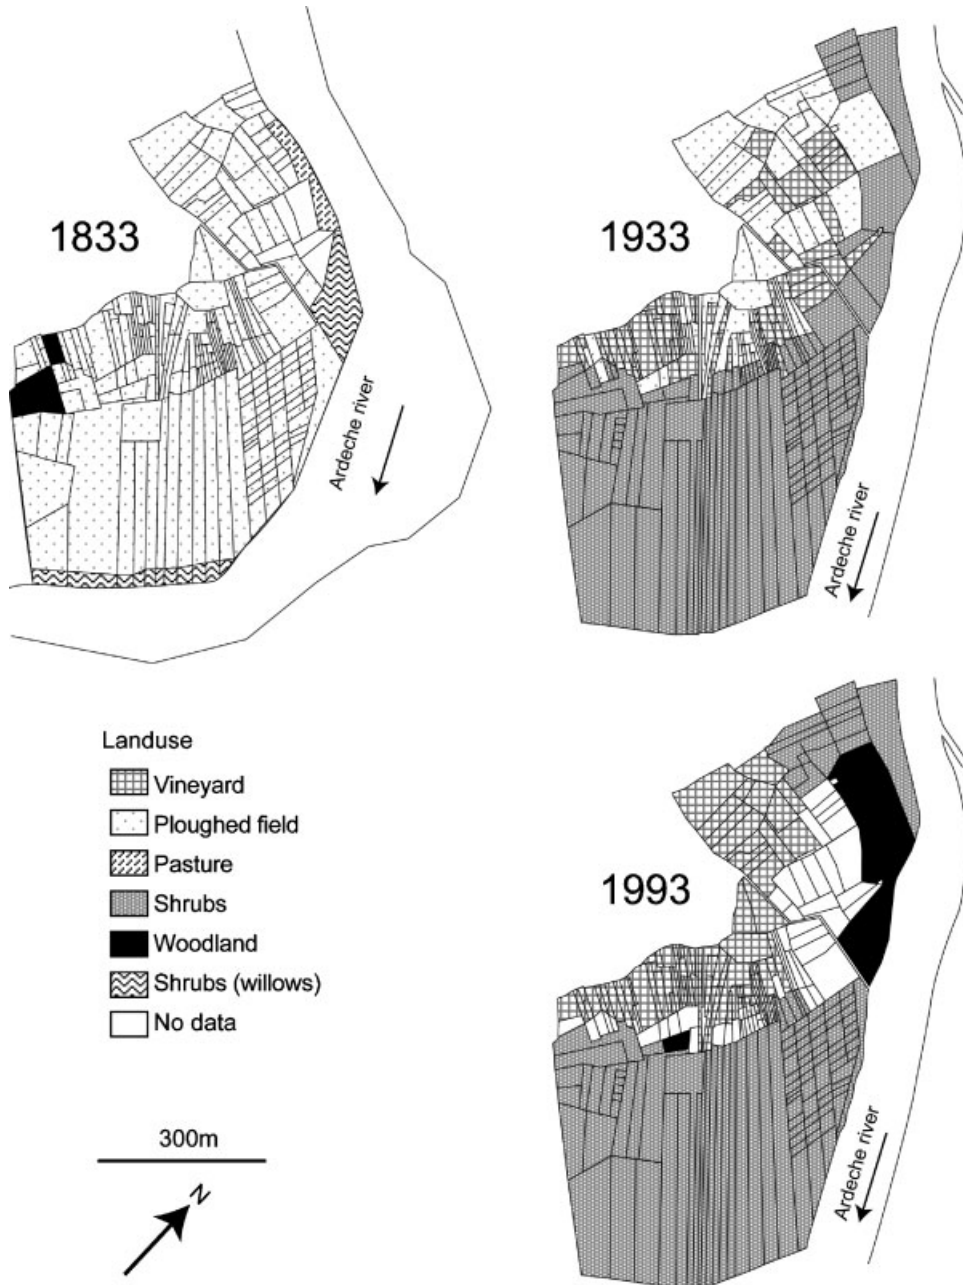 1833
Ardeche river
1933
Ardeche river
Landuse
Vineyard
Ploughed field
Pasture
Shrubs
Woodland
Shrubs (willows)
No data
300m
N
1993
Ardeche river